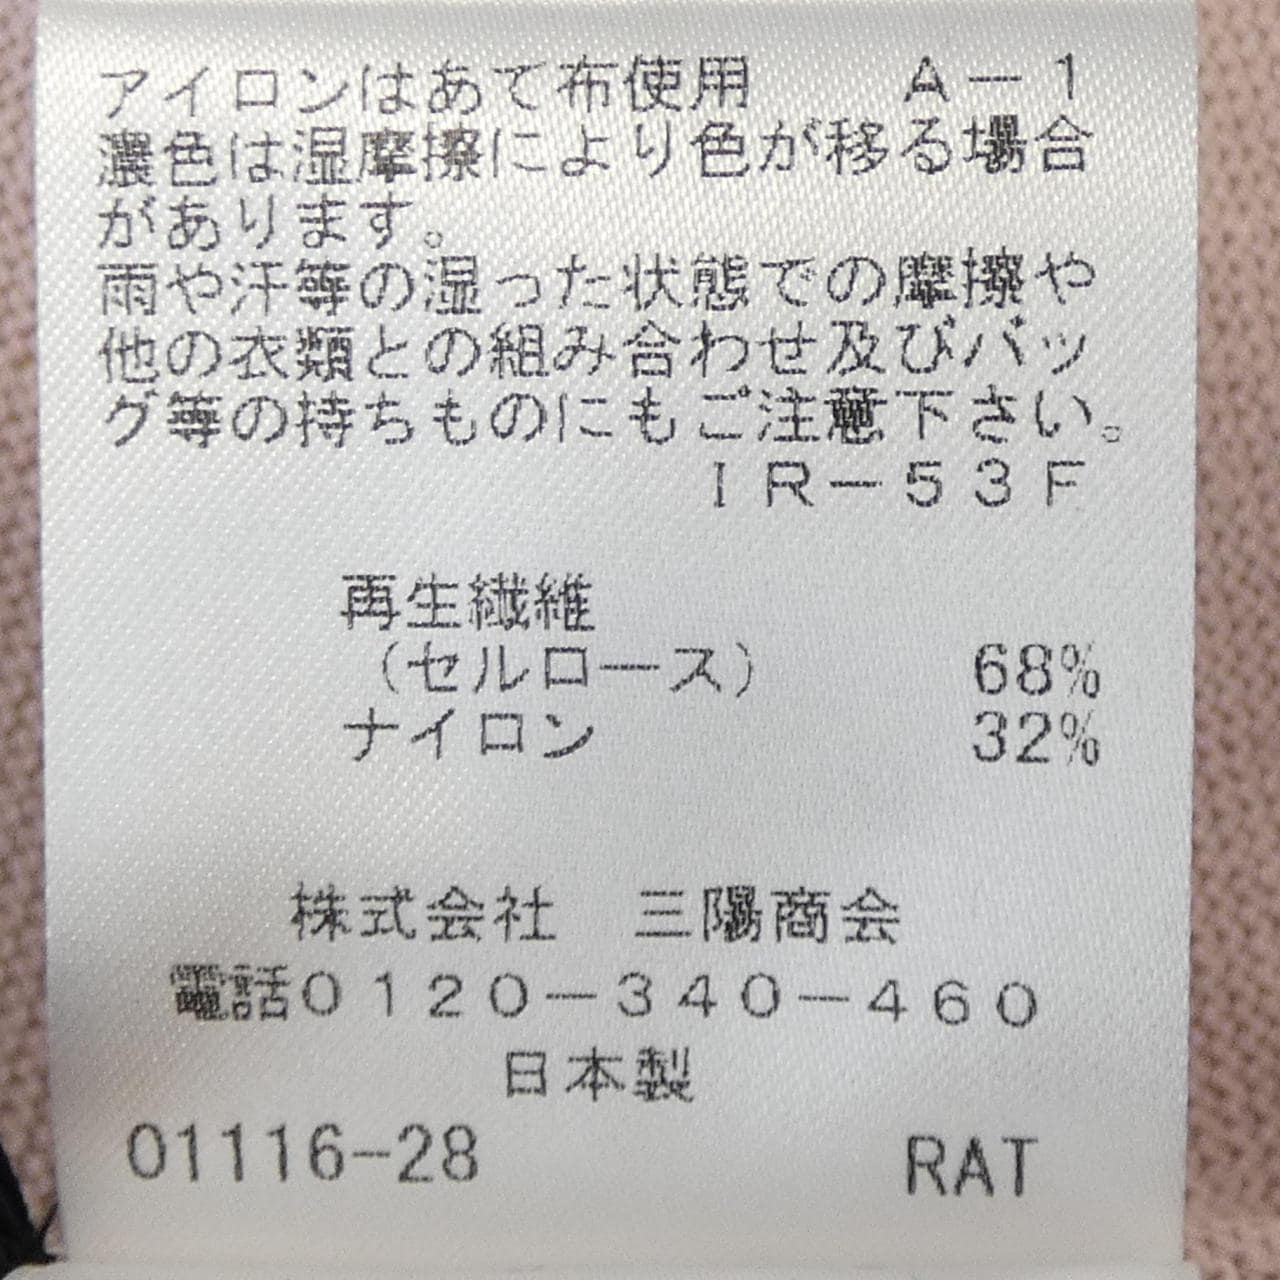 アイロンはあて布使用　　Ａ－１
濃色は湿摩擦により色が移る場合
があります。
雨や汗等の湿った状態での摩擦や
他の衣類との組み合わせ及びバッ
グ等の持ちものにもご注意下さい。
ＩＲ－５３Ｆ
再生繊維
（セルロース）　68%
ナイロン　32%
株式会社　三陽商会
電話０１２０－３４０－４６０
日本製
01116-28　RAT